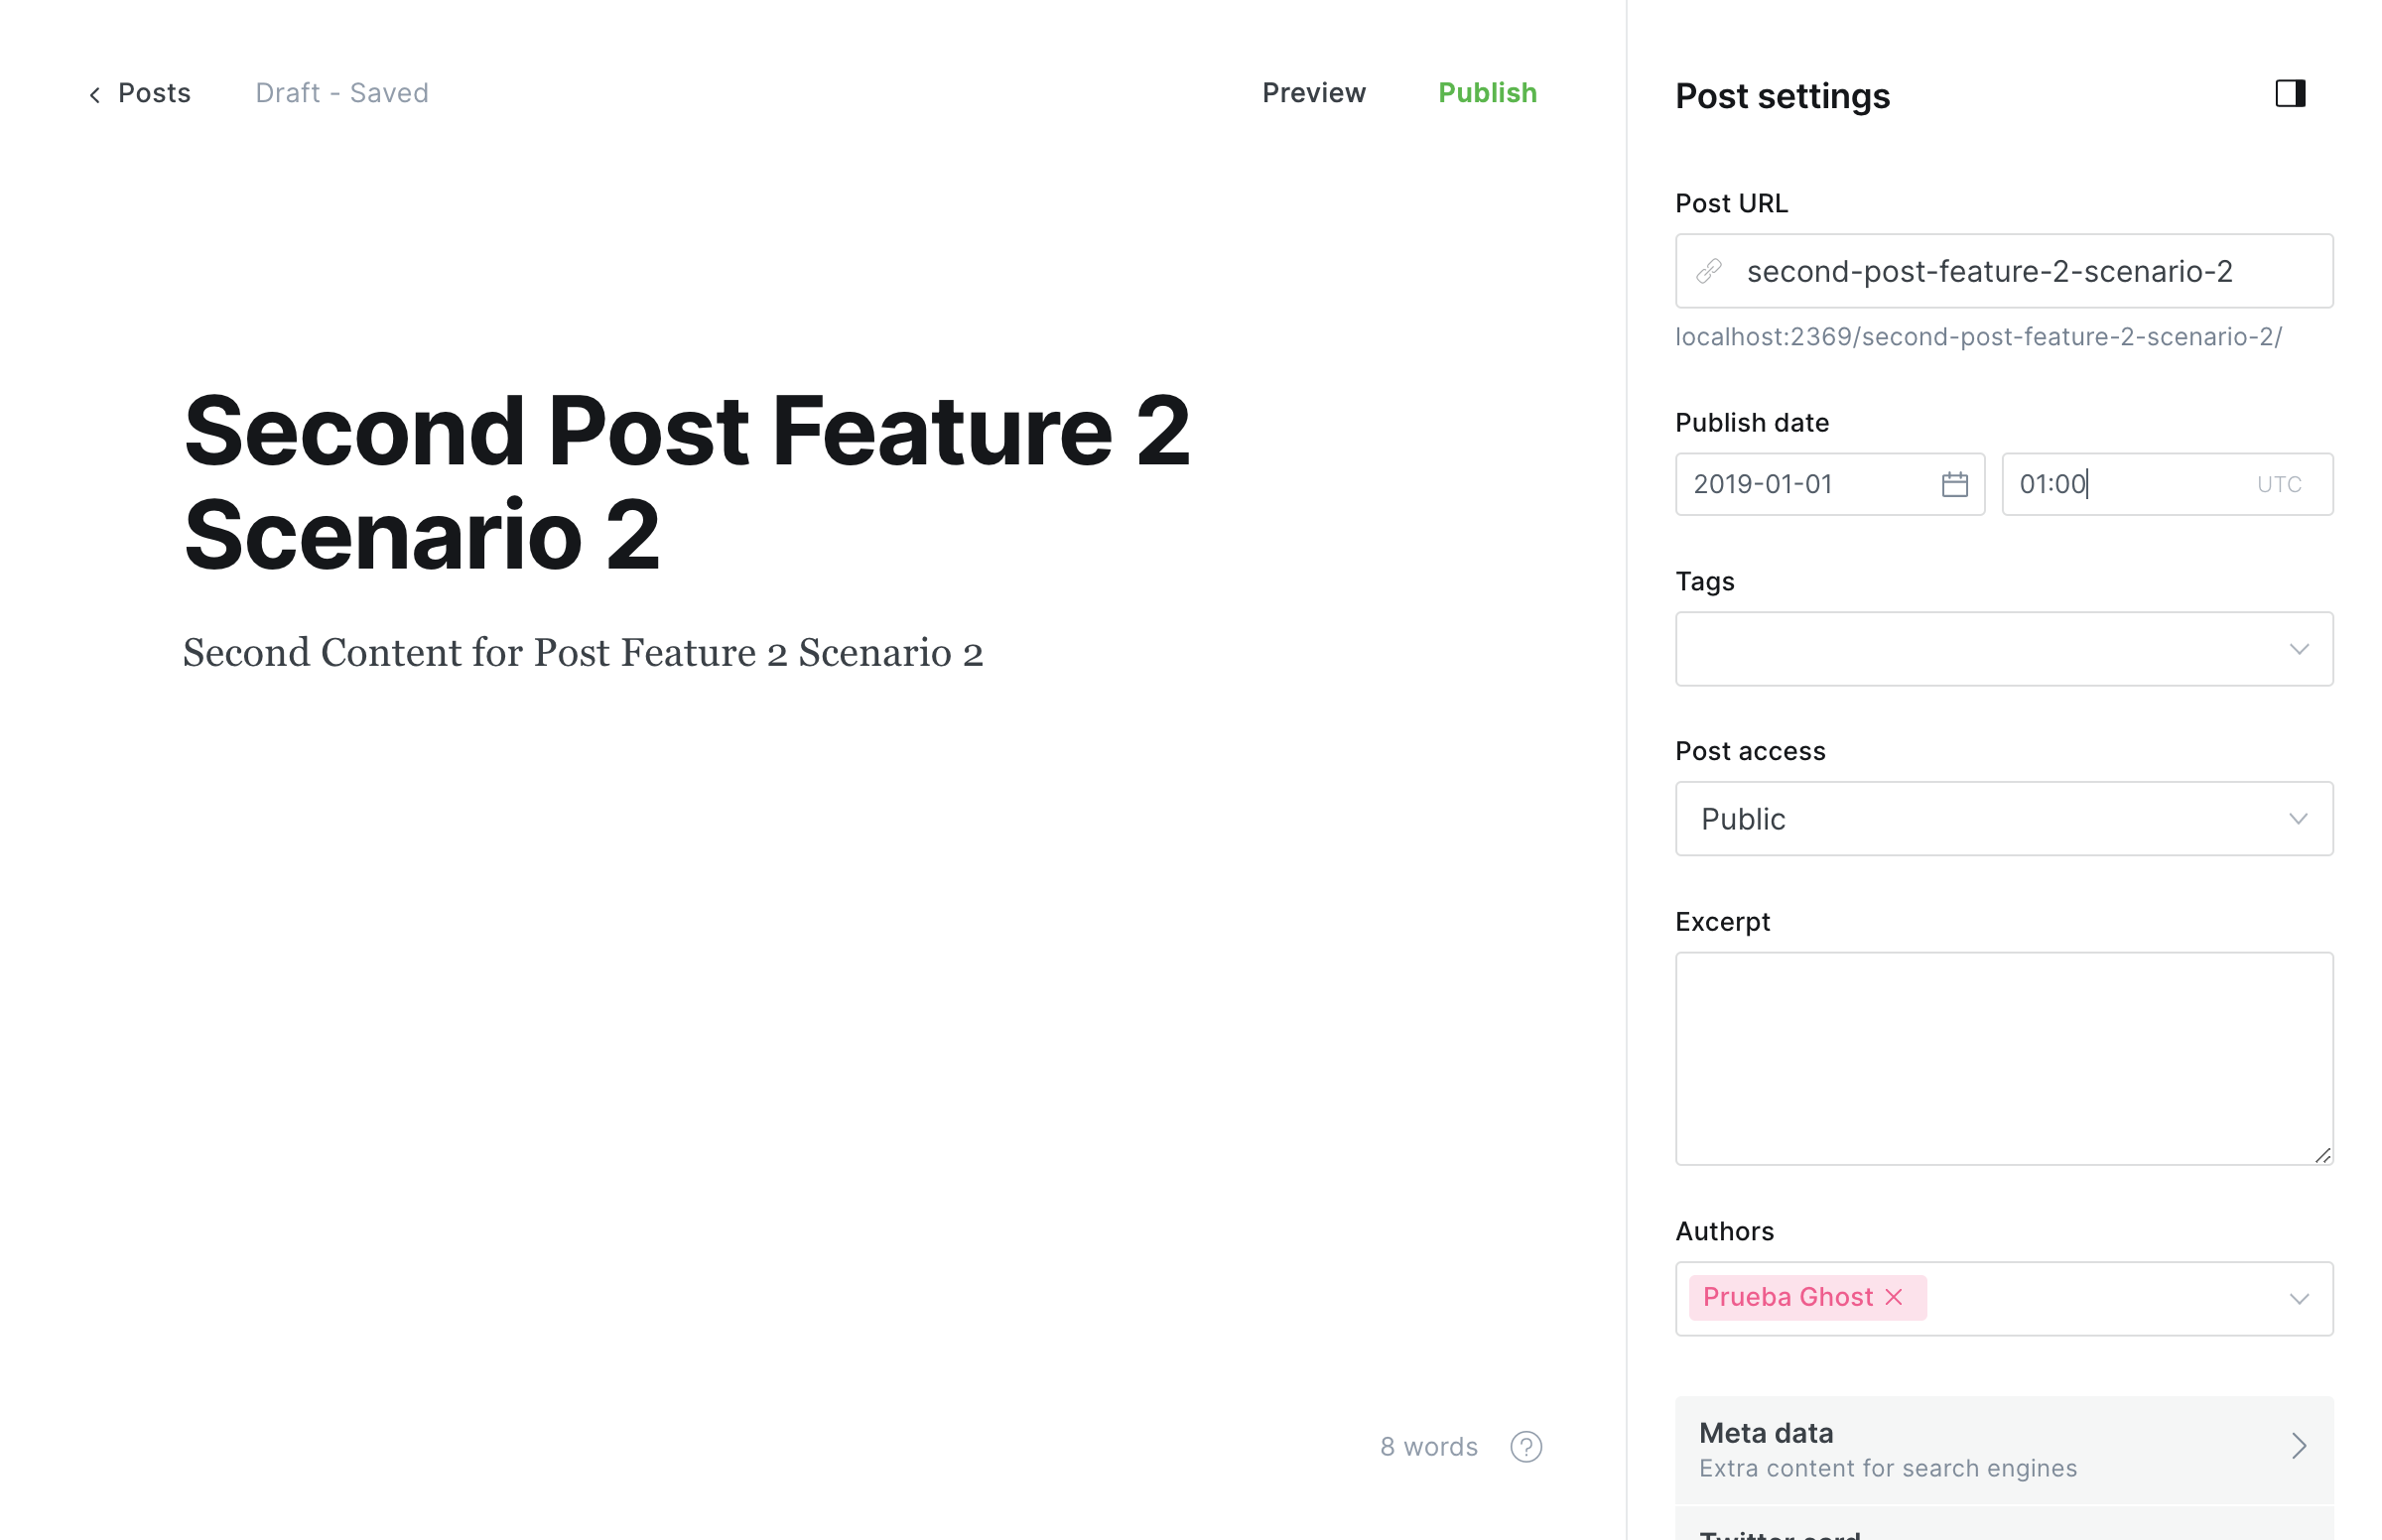 Posts
Draft - Saved
Preview
Publish
Second Post Feature 2
Scenario 2
Second Content for Post Feature 2 Scenario 2
8 words
?
Post settings
Post URL
second-post-feature-2-scenario-2
localhost:2369/second-post-feature-2-scenario-2/
Publish date
2019-01-01
01:00
UTC
Tags
Post access
Public
Excerpt
Authors
Prueba Ghost
Meta data
Extra content for search engines
Twitter card